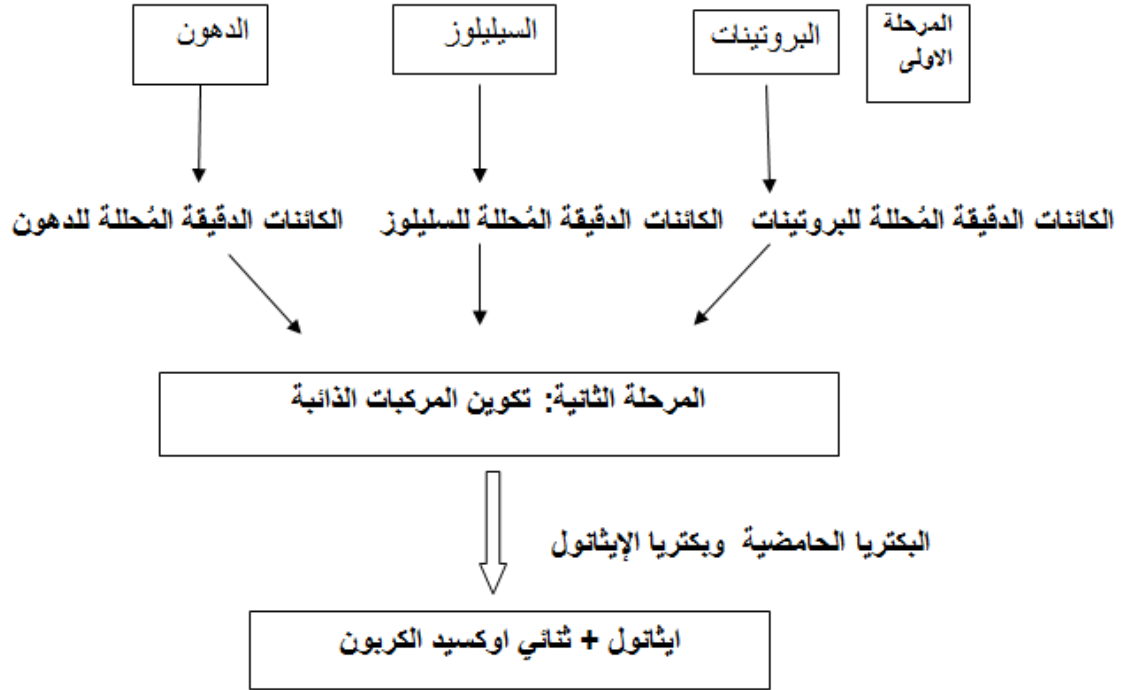 المرحلة
الاولى
البروتينات
السيليلوز
الدهون
الكائنات الدقيقة المُحللة للبروتينات
الكائنات الدقيقة المُحللة للسليلوز
الكائنات الدقيقة المُحللة للدهون
المرحلة الثانية: تكوين المركبات الذائبة
البكتريا الحامضية وبكتريا الإيثانول
ايثانول + ثنائي اوكسيد الكربون